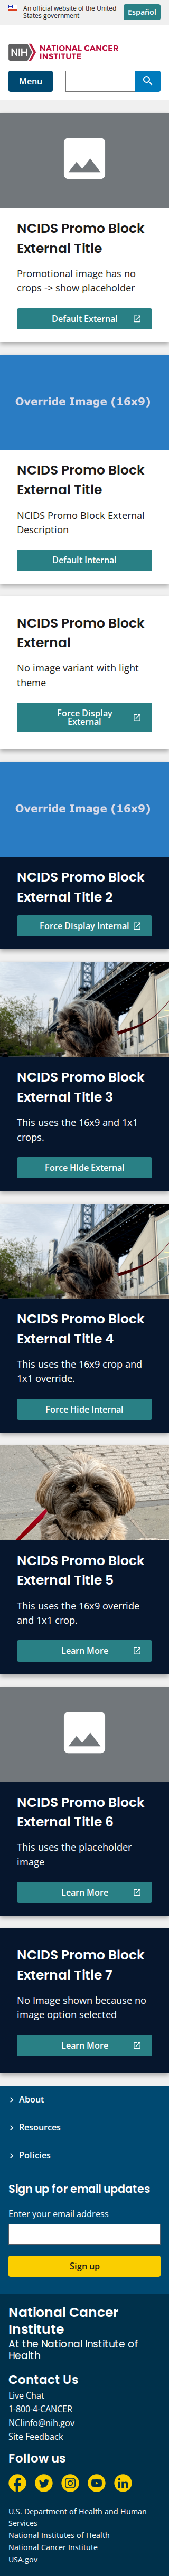 An official website of the United
States government
Español
NIH
NATIONAL CANCER
INSTITUTE
Menu
NCIDS Promo Block
External Title
Promotional image has no
crops -> show placeholder
Default External
Override Image (16x9)
NCIDS Promo Block
External Title
NCIDS Promo Block External
Description
Default Internal
NCIDS Promo Block
External
No image variant with light
theme
Force Display
External
Override Image (16x9)
NCIDS Promo Block
External Title 2
Force Display Internal
NCIDS Promo Block
External Title 3
This uses the 16x9 and 1x1
crops.
Force Hide External
NCIDS Promo Block
External Title 4
This uses the 16x9 crop and
1x1 override.
Force Hide Internal
NCIDS Promo Block
External Title 5
This uses the 16x9 override
and 1x1 crop.
Learn More
NCIDS Promo Block
External Title 6
This uses the placeholder
image
Learn More
NCIDS Promo Block
External Title 7
No Image shown because no
image option selected
Learn More
About
Resources
Policies
Sign up for email updates
Enter your email address
Sign up
National Cancer
Institute
At the National Institute of
Health
Contact Us
Live Chat
1-800-4-CANCER
NCIinfo@nih.gov
Site Feedback
Follow us
U.S. Department of Health and Human
Services
National Institutes of Health
National Cancer Institute
USA.gov